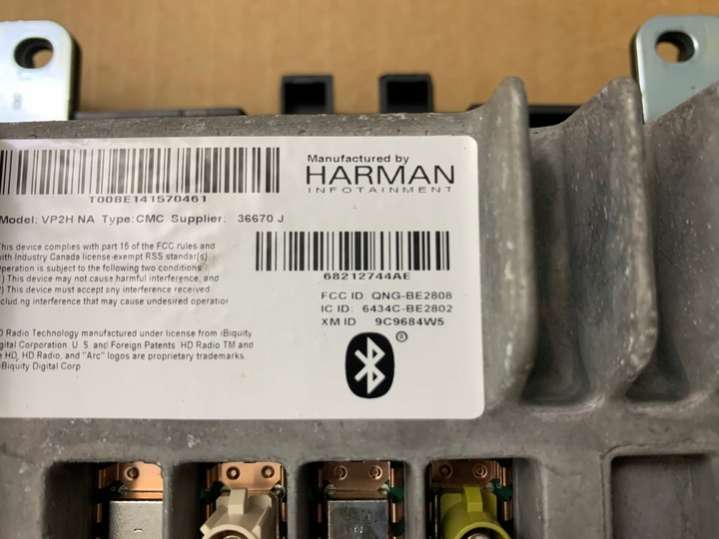 8
Manufactured by
HARMAN
INFOTAINMENT
T00BE141570461
Model: VP2H NA Type:CMC Supplier: 36670 J
This device complies with part 15 of the FCC rules and
with Industry Canada license-exempt RSS standar(s)
Operation is subject to the following two conditions
) This device may not cause harmful interference, and
) This device must accept any interference received
cluding interference that may cause undesired operation
68212744AE
FCC ID QNG-BE2808
IC ID: 6434C-BE2802
XM ID 9C9684W5
D Radio Technology manufactured under license from iBiquity
gital Corporation U. S. and Foreign Patents. HD Radio TM and
e HD, HD Radio, and "Arc" logos are proprietary trademarks
iBiquity Digital Corp
®